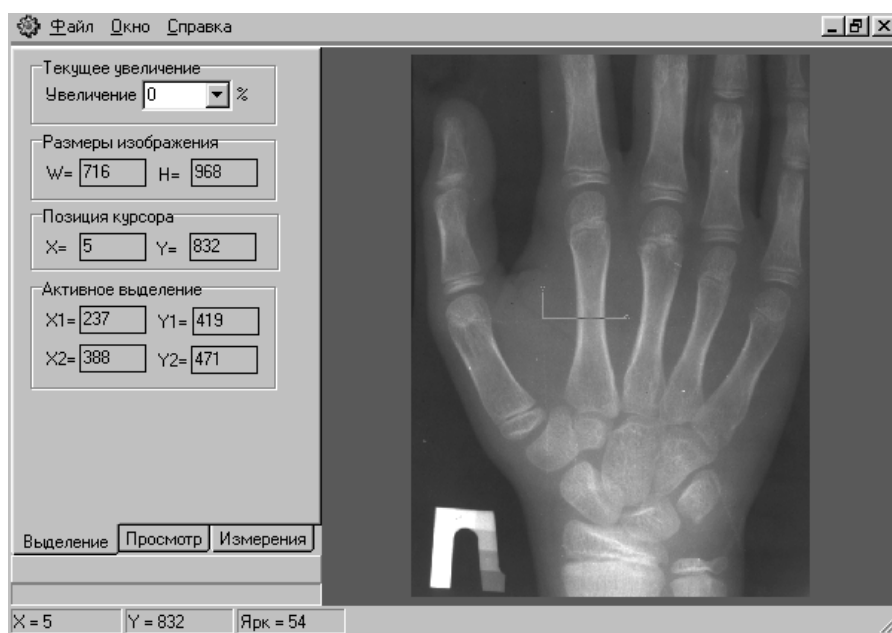 Файл Окно Справка
Текущее увеличение
Увеличение 0 %
Размеры изображения
W= 716 H= 968
Позиция курсора
X= 5 Y= 832
Активное выделение
X1= 237 Y1= 419
X2= 388 Y2= 471
Выделение Просмотр Измерения
X = 5 Y = 832 Ярк = 54